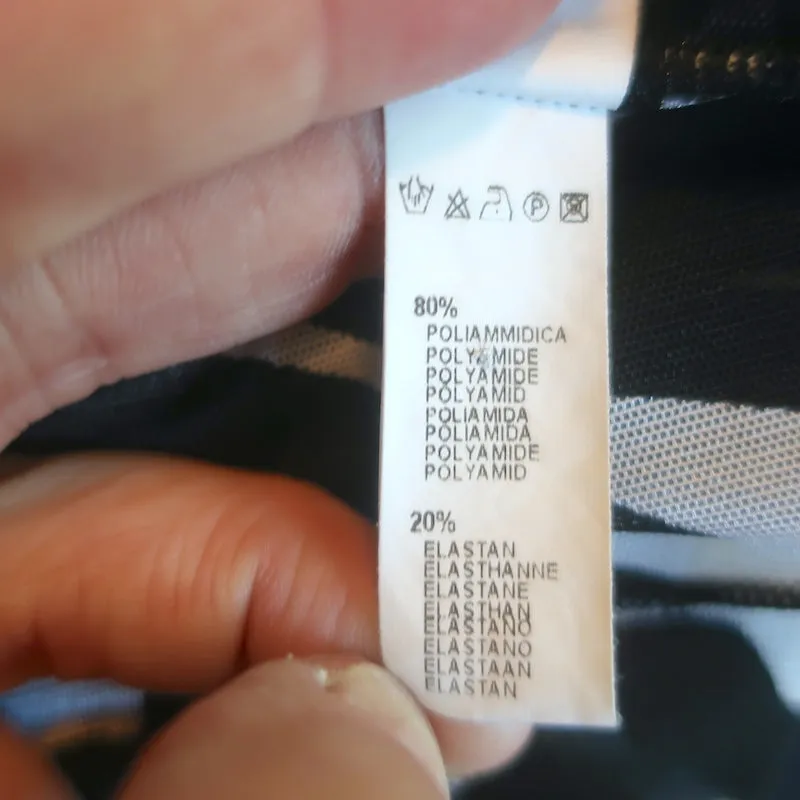 P
80%
POLIAMMIDICA
POLYAMIDE
POLYAMIDE
POLYAMID
POLIAMIDA
POLIAMIDA
POLYAMIDE
POLYAMID
20%
ELASTAN
ELASTHANNE
ELASTANE
ELASTHAN
ELASTANO
ELASTANO
ELASTAAN
ELASTAN